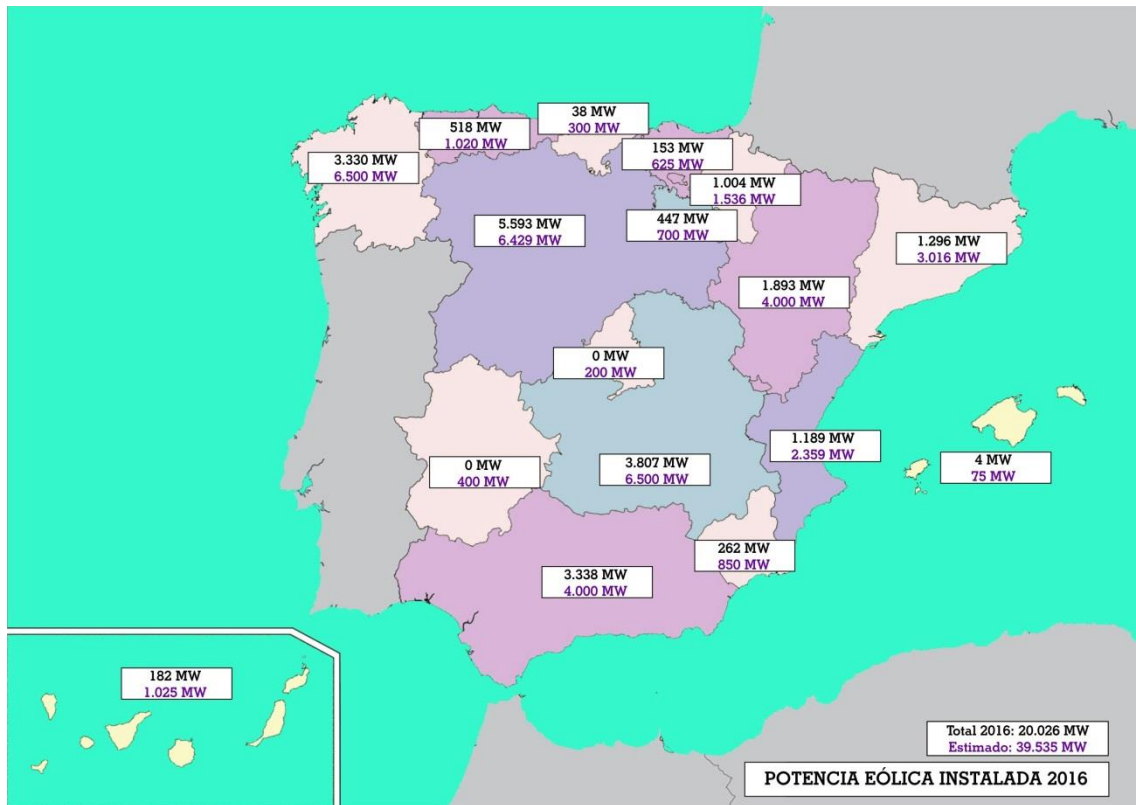 38 MW
300 MW
518 MW
1.020 MW
153 MW
625 MW
3.330 MW
6.500 MW
1.004 MW
1.536 MW
447 MW
700 MW
5.593 MW
6.429 MW
1.296 MW
3.016 MW
1.893 MW
4.000 MW
0 MW
200 MW
1.189 MW
2.359 MW
4 MW
75 MW
0 MW
400 MW
3.807 MW
6.500 MW
262 MW
850 MW
3.338 MW
4.000 MW
182 MW
1.025 MW
Total 2016: 20.026 MW
Estimado: 39.535 MW
POTENCIA EÓLICA INSTALADA 2016